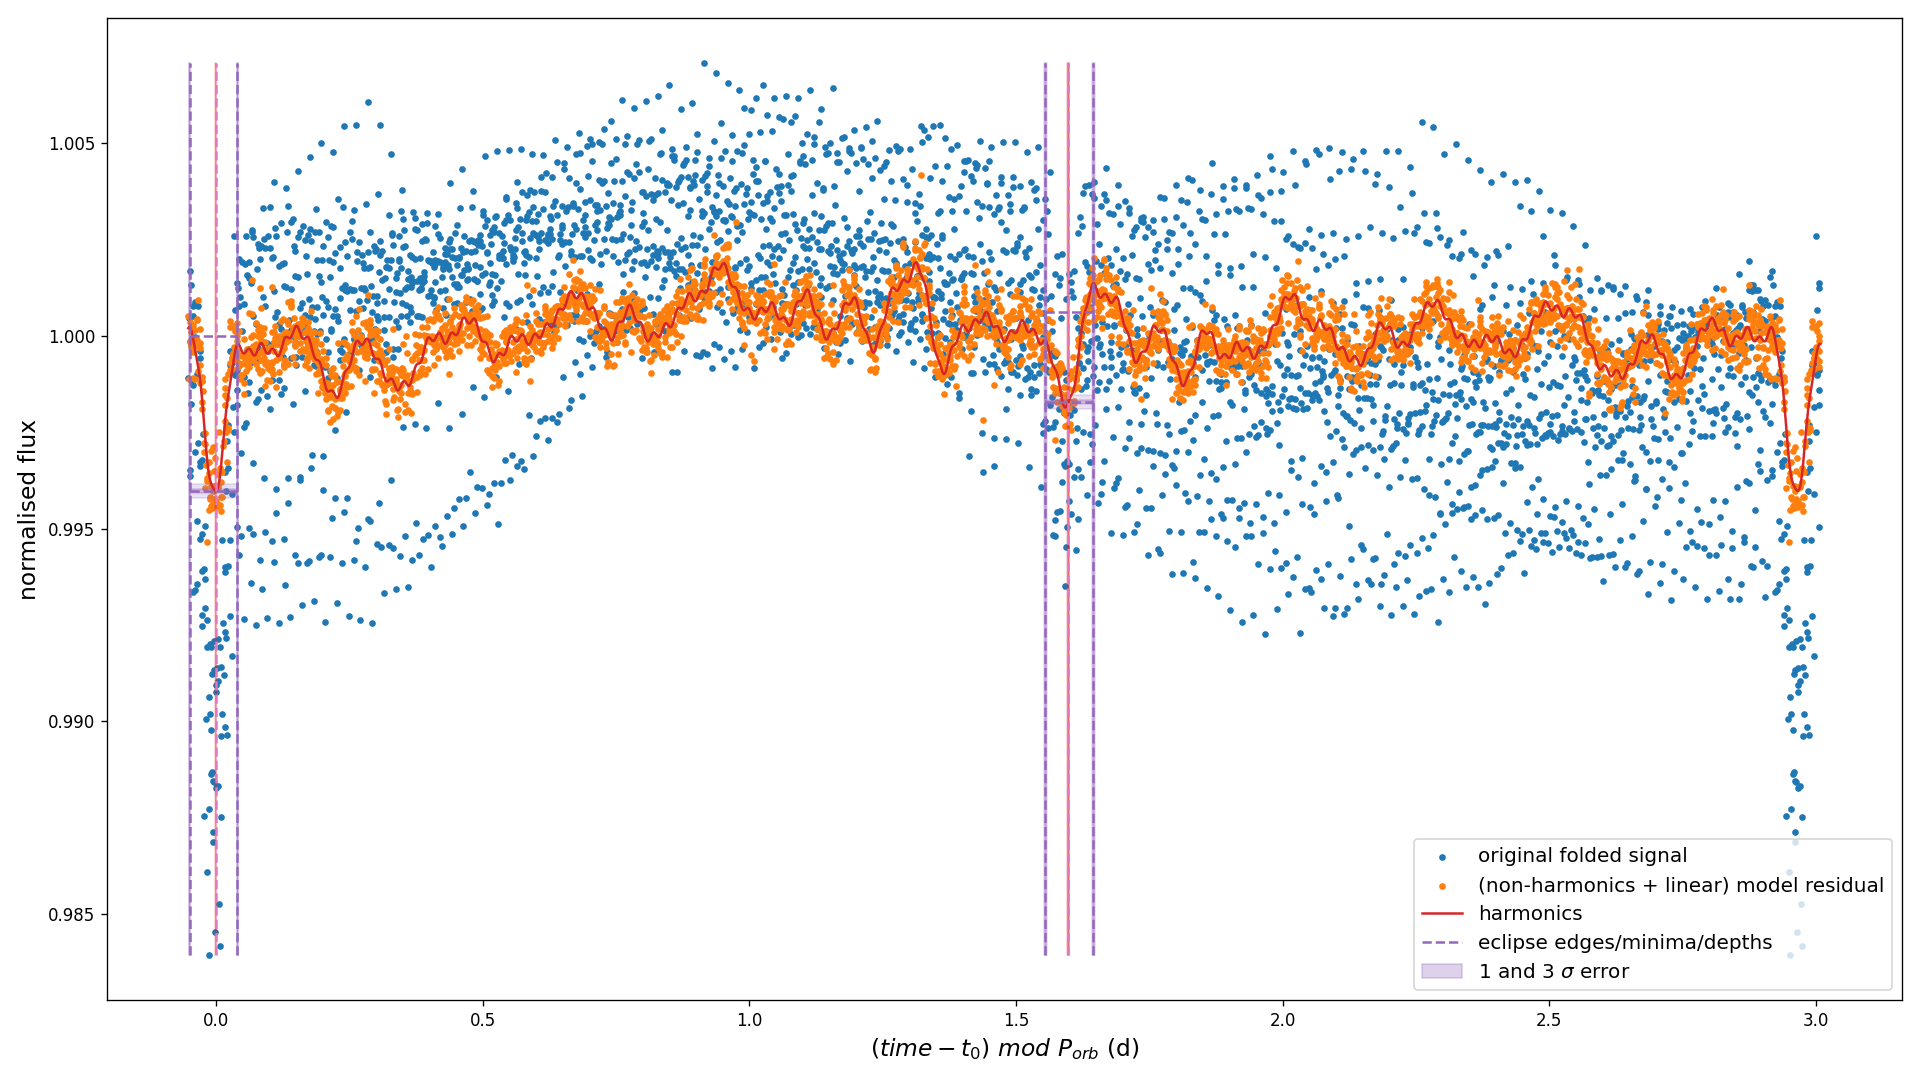 normalised flux
1.005
1.000
0.995
0.990
0.985
0.0
0.5
1.0
1.5
2.0
2.5
3.0
(time − t₀) mod Pₒᵣb (d)
original folded signal
(non-harmonics + linear) model residual
harmonics
eclipse edges/minima/depths
1 and 3 σ error